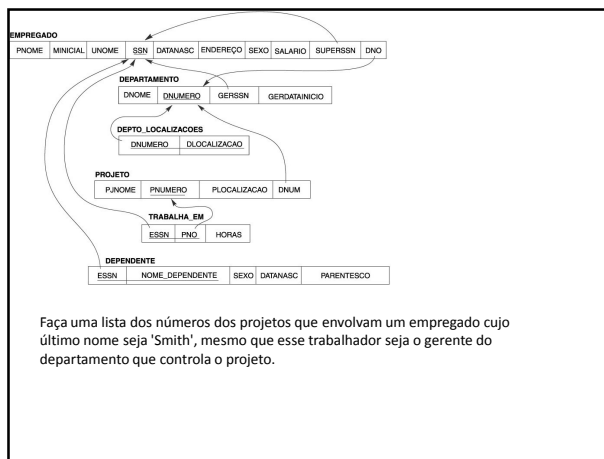 EMPREGADO
PNOME MINICIAL UNOME SSN DATANASC ENDEREÇO SEXO SALARIO SUPERSSN DNO
DEPARTAMENTO
DNOME DNUMERO GERSSN GERDATAINICIO
DEPTO_LOCALIZACOES
DNUMERO DLOCALIZACAO
PROJETO
PJNOME PNUMERO PLOCALIZACAO DNUM
TRABALHA_EM
ESSN PNO HORAS
DEPENDENTE
ESSN NOME_DEPENDENTE SEXO DATANASC PARENTESCO
Faça uma lista dos números dos projetos que envolvam um empregado cujo
último nome seja 'Smith', mesmo que esse trabalhador seja o gerente do
departamento que controla o projeto.